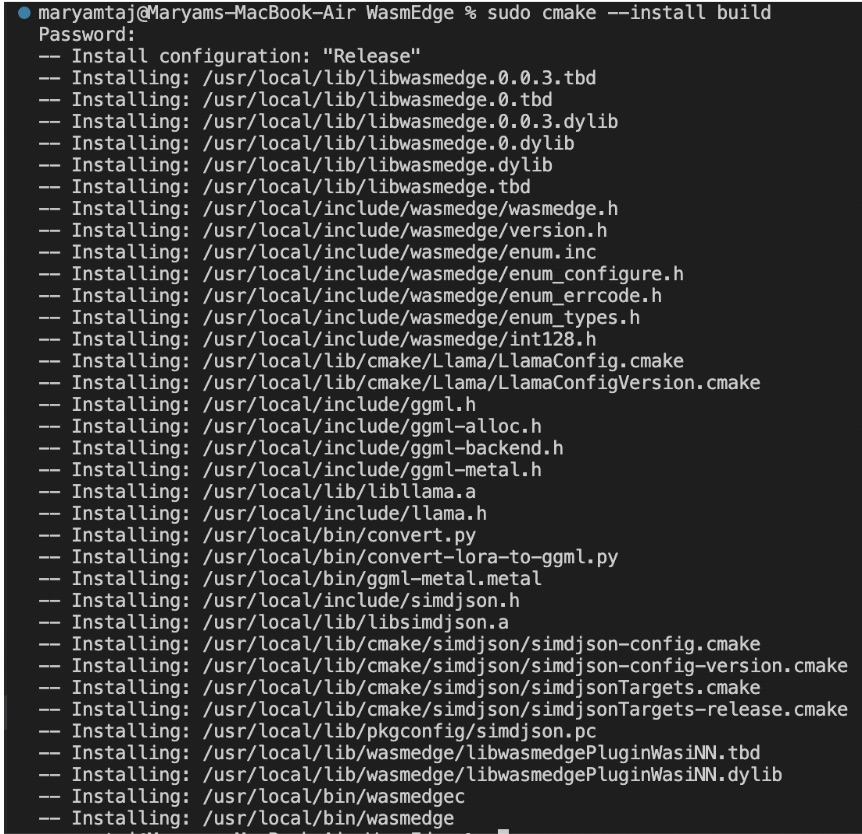 maryamtaj@Maryams-MacBook-Air WasmEdge % sudo cmake --install build
Password:
-- Install configuration: "Release"
-- Installing: /usr/local/lib/libwasmedge.0.0.3.tbd
-- Installing: /usr/local/lib/libwasmedge.0.tbd
-- Installing: /usr/local/lib/libwasmedge.0.0.3.dylib
-- Installing: /usr/local/lib/libwasmedge.0.dylib
-- Installing: /usr/local/lib/libwasmedge.dylib
-- Installing: /usr/local/lib/libwasmedge.tbd
-- Installing: /usr/local/include/wasmedge/wasmedge.h
-- Installing: /usr/local/include/wasmedge/version.h
-- Installing: /usr/local/include/wasmedge/enum.inc
-- Installing: /usr/local/include/wasmedge/enum_configure.h
-- Installing: /usr/local/include/wasmedge/enum_errcode.h
-- Installing: /usr/local/include/wasmedge/enum_types.h
-- Installing: /usr/local/include/wasmedge/int128.h
-- Installing: /usr/local/lib/cmake/Llama/LlamaConfig.cmake
-- Installing: /usr/local/lib/cmake/Llama/LlamaConfigVersion.cmake
-- Installing: /usr/local/include/ggml.h
-- Installing: /usr/local/include/ggml-alloc.h
-- Installing: /usr/local/include/ggml-backend.h
-- Installing: /usr/local/include/ggml-metal.h
-- Installing: /usr/local/lib/libllama.a
-- Installing: /usr/local/include/llama.h
-- Installing: /usr/local/bin/convert.py
-- Installing: /usr/local/bin/convert-lora-to-ggml.py
-- Installing: /usr/local/bin/ggml-metal.metal
-- Installing: /usr/local/include/simdjson.h
-- Installing: /usr/local/lib/libsimdjson.a
-- Installing: /usr/local/lib/cmake/simdjson/simdjson-config.cmake
-- Installing: /usr/local/lib/cmake/simdjson/simdjson-config-version.cmake
-- Installing: /usr/local/lib/cmake/simdjson/simdjsonTargets.cmake
-- Installing: /usr/local/lib/cmake/simdjson/simdjsonTargets-release.cmake
-- Installing: /usr/local/lib/pkgconfig/simdjson.pc
-- Installing: /usr/local/lib/wasmedge/libwasmedgePluginWasiNN.tbd
-- Installing: /usr/local/lib/wasmedge/libwasmedgePluginWasiNN.dylib
-- Installing: /usr/local/bin/wasmedgec
-- Installing: /usr/local/bin/wasmedge